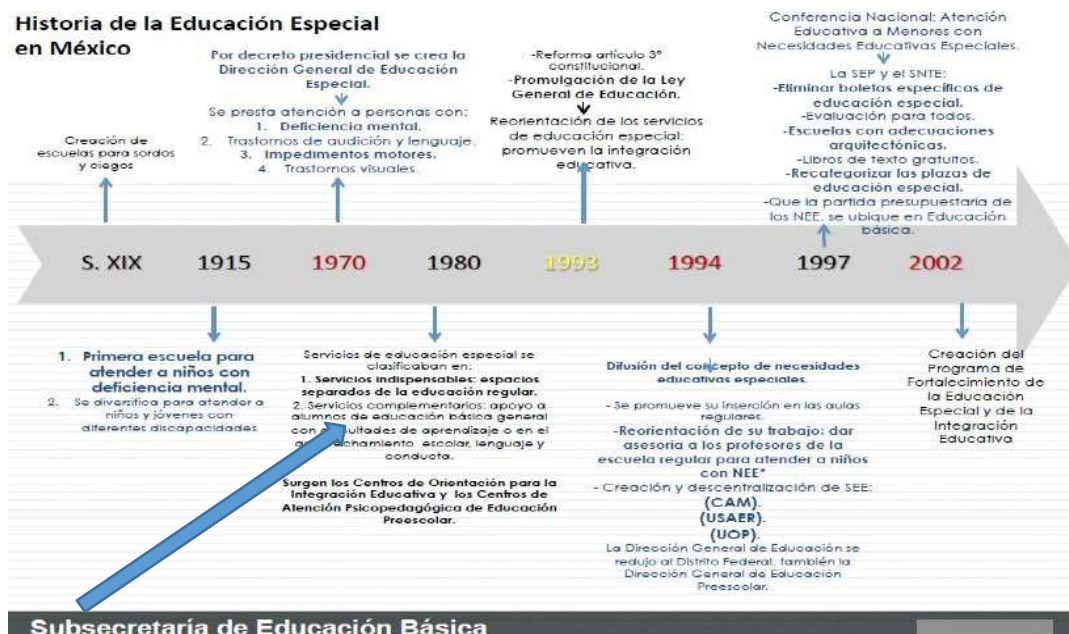 Historia de la Educación Especial
en México
Creación de
escuelas para sordos
y ciegos
Por decreto presidencial se crea la
Dirección General de Educación
Especial.
Se presta atención a personas con:
1. Deficiencia mental.
2. Trastornos de audición y lenguaje.
3. Impedimentos motores.
4. Trastornos visuales.
-Reforma artículo 3º
constitucional.
-Promulgación de la Ley
General de Educación.
Reorientación de los servicios
de educación especial:
promueven la integración
educativa.
Conferencia Nacional: Atención
Educativa a Menores con
Necesidades Educativas Especiales.
La SEP y el SNTE:
-Eliminar boletas específicas de
educación especial.
-Evaluación para todos.
-Escuelas con adecuaciones
arquitectónicas.
-Libros de texto gratuitos.
-Recategorizar las plazas de
educación especial.
-Que la partida presupuestaria de
los NEE, se ubique en Educación
básica.
S. XIX 1915 1970 1980 1993 1994 1997 2002
1. Primera escuela para
atender a niños con
deficiencia mental.
2. Se diversifica para atender a
niños y jóvenes con
diferentes discapacidades
Servicios de educación especial se
clasificaban en:
1. Servicios indispensables: espacios
separados de la educación regular.
2. Servicios complementarios: apoyo a
alumnos de educación básica general
con de aprendizaje o en el
escolar, lenguaje y
conducta.
Surgen los Centros de Orientación para la
Integración Educativa y los Centros de
Atención Psicopedagógica de Educación
Preescolar.
Difusión del concepto de necesidades
educativas especiales.
- Se promueve su inserción en las aulas
regulares.
-Reorientación de su trabajo: dar
asesoría a los profesores de la
escuela regular para atender a niños
con NEE*
- Creación y descentralización de SEE:
(CAM).
(USAER).
(UOP).
La Dirección General de Educación se
redujo al Distrito Federal, también la
Dirección General de Educación
Preescolar.
Creación del
Programa de
Fortalecimiento de
la Educación
Especial y de la
Integración
Educativa
Subsecretaría de Educación Básica